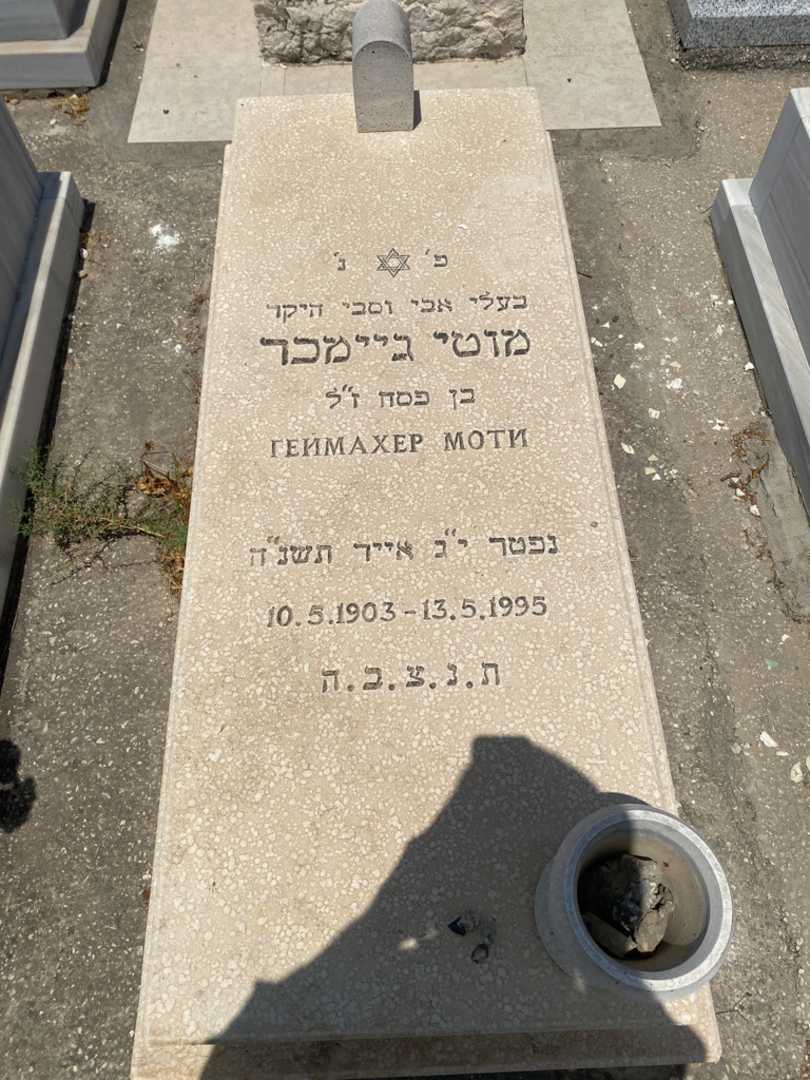 פ' נ'
בעלי אבי וסבי היקר
מוטי גיימכר
בן פסח ז"ל
ГЕЙМАХЕР МОТИ
נפטר י"ג אייר תשנ"ה
10.5.1903-13.5.1995
ת.נ.צ.ב.ה